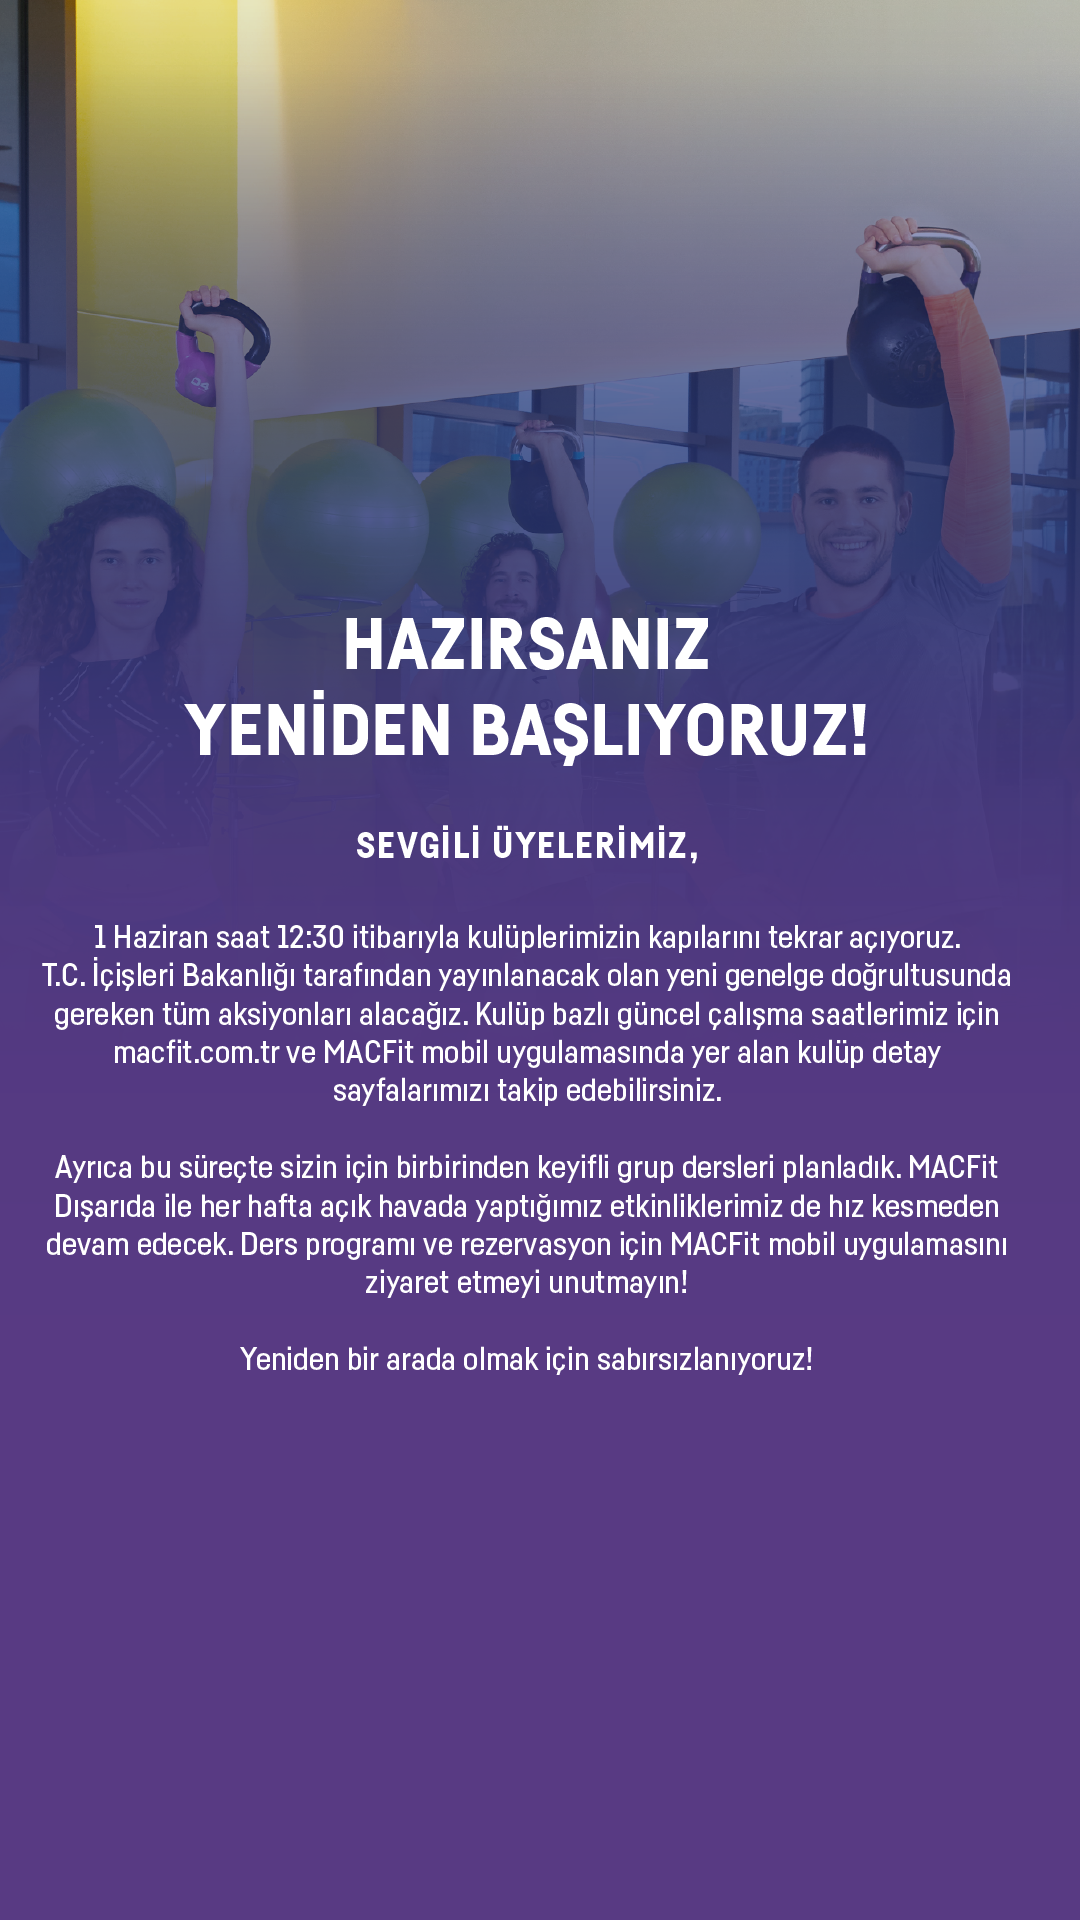 HAZIRSANIZ
YENİDEN BAŞLIYORUZ!
SEVGİLİ ÜYELERİMİZ,
1 Haziran saat 12:30 itibarıyla kulüplerimizin kapılarını tekrar açıyoruz.
T.C. İçişleri Bakanlığı tarafından yayınlanacak olan yeni genelge doğrultusunda
gereken tüm aksiyonları alacağız. Kulüp bazlı güncel çalışma saatlerimiz için
macfit.com.tr ve MACFit mobil uygulamasında yer alan kulüp detay
sayfalarımızı takip edebilirsiniz.
Ayrıca bu süreçte sizin için birbirinden keyifli grup dersleri planladık. MACFit
Dışarıda ile her hafta açık havada yaptığımız etkinliklerimiz de hız kesmeden
devam edecek. Ders programı ve rezervasyon için MACFit mobil uygulamasını
ziyaret etmeyi unutmayın!
Yeniden bir arada olmak için sabırsızlanıyoruz!